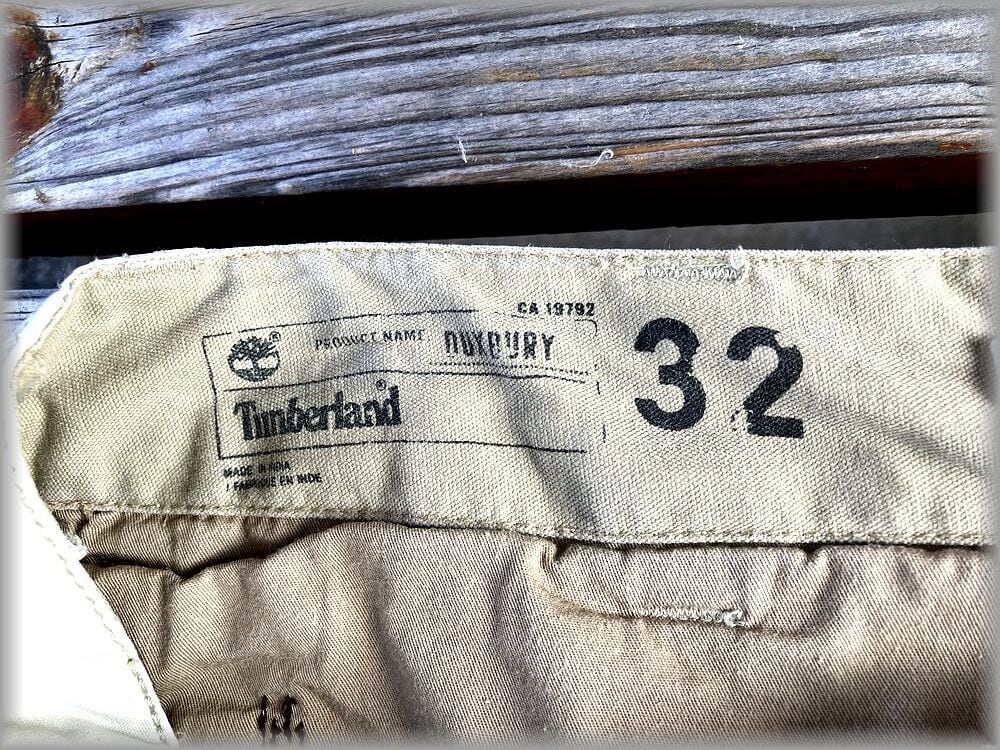 CA 19792
PRODUCT NAME DUXBURY
Timberland®
32
MADE IN INDIA
/ FABRIQUE EN INDE